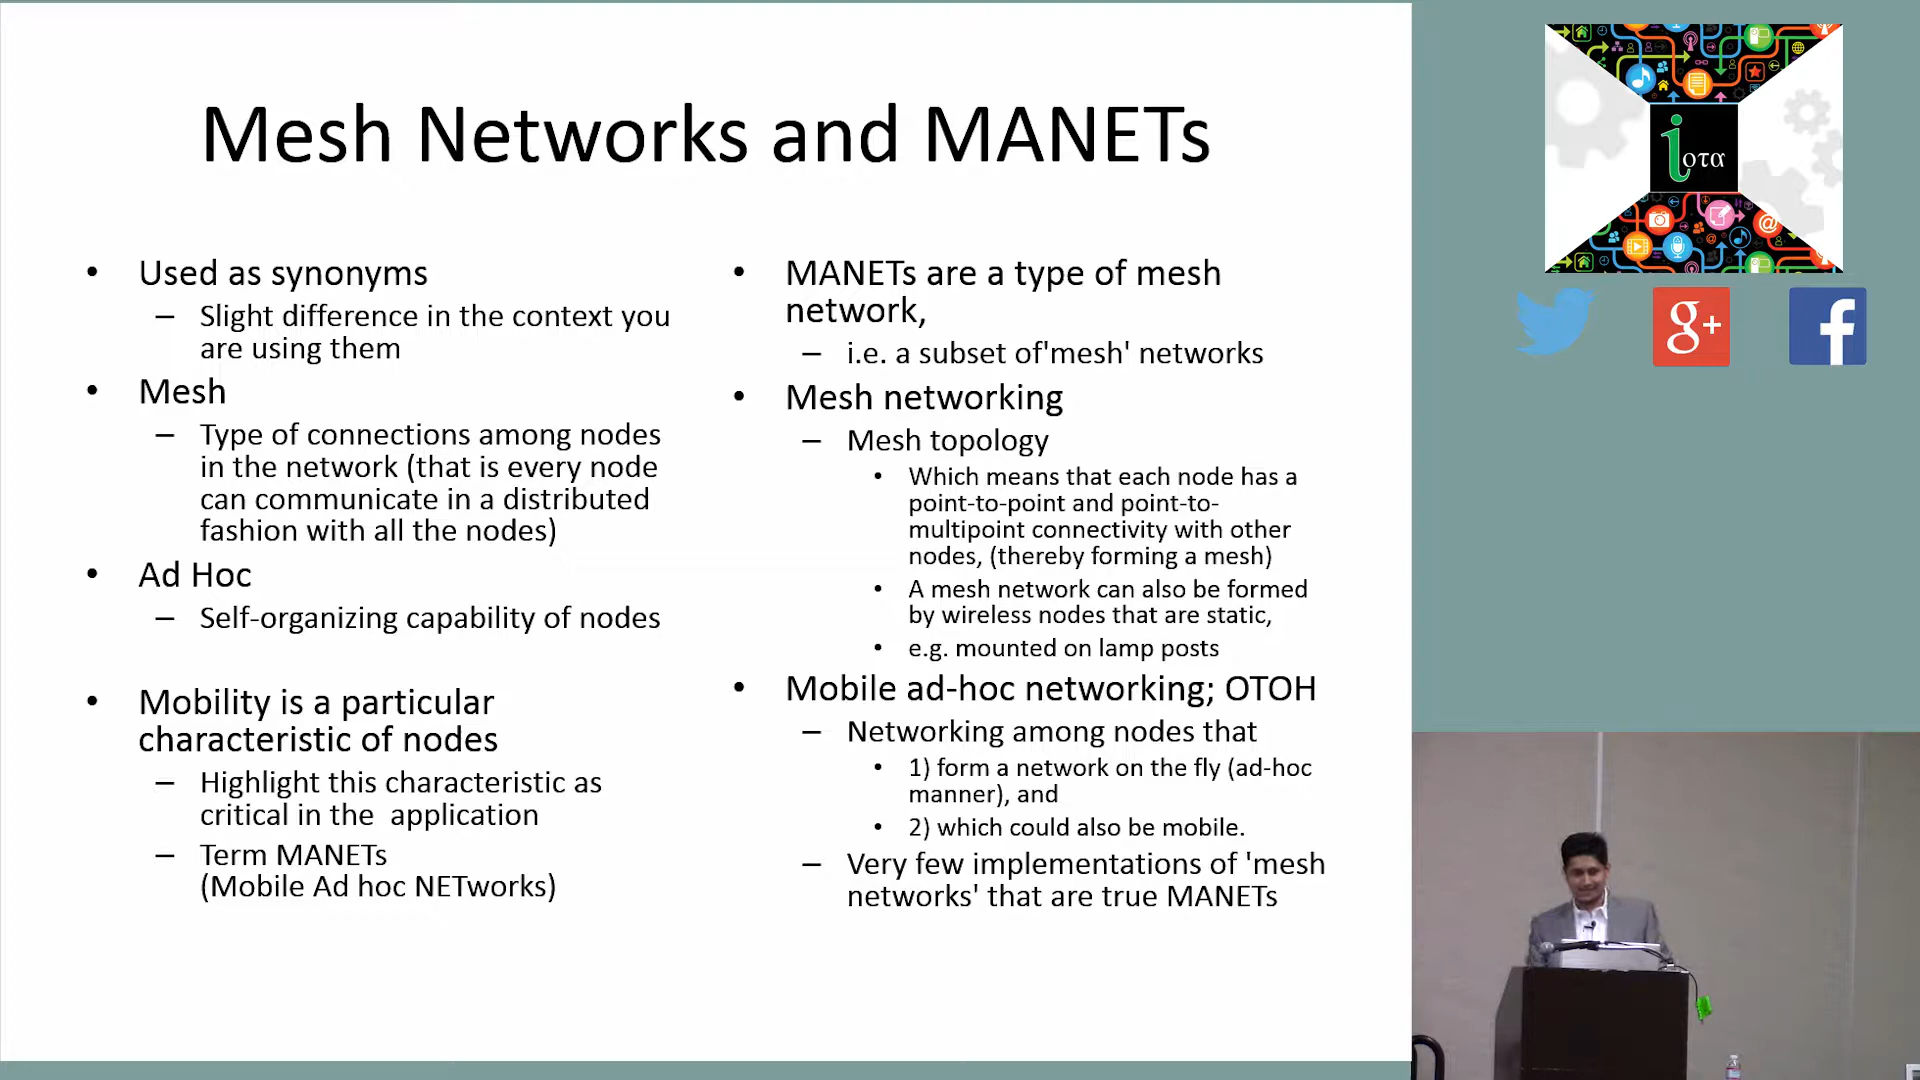 Mesh Networks and MANETs
• Used as synonyms
– Slight difference in the context you
are using them
• Mesh
– Type of connections among nodes
in the network (that is every node
can communicate in a distributed
fashion with all the nodes)
• Ad Hoc
– Self-organizing capability of nodes
• Mobility is a particular
characteristic of nodes
– Highlight this characteristic as
critical in the  application
– Term MANETs
(Mobile Ad hoc NETworks)
• MANETs are a type of mesh
network,
– i.e. a subset of'mesh' networks
• Mesh networking
– Mesh topology
• Which means that each node has a
point-to-point and point-to-
multipoint connectivity with other
nodes, (thereby forming a mesh)
• A mesh network can also be formed
by wireless nodes that are static,
• e.g. mounted on lamp posts
• Mobile ad-hoc networking; OTOH
– Networking among nodes that
• 1) form a network on the fly (ad-hoc
manner), and
• 2) which could also be mobile.
– Very few implementations of 'mesh
networks' that are true MANETs
iοτα
g+
f